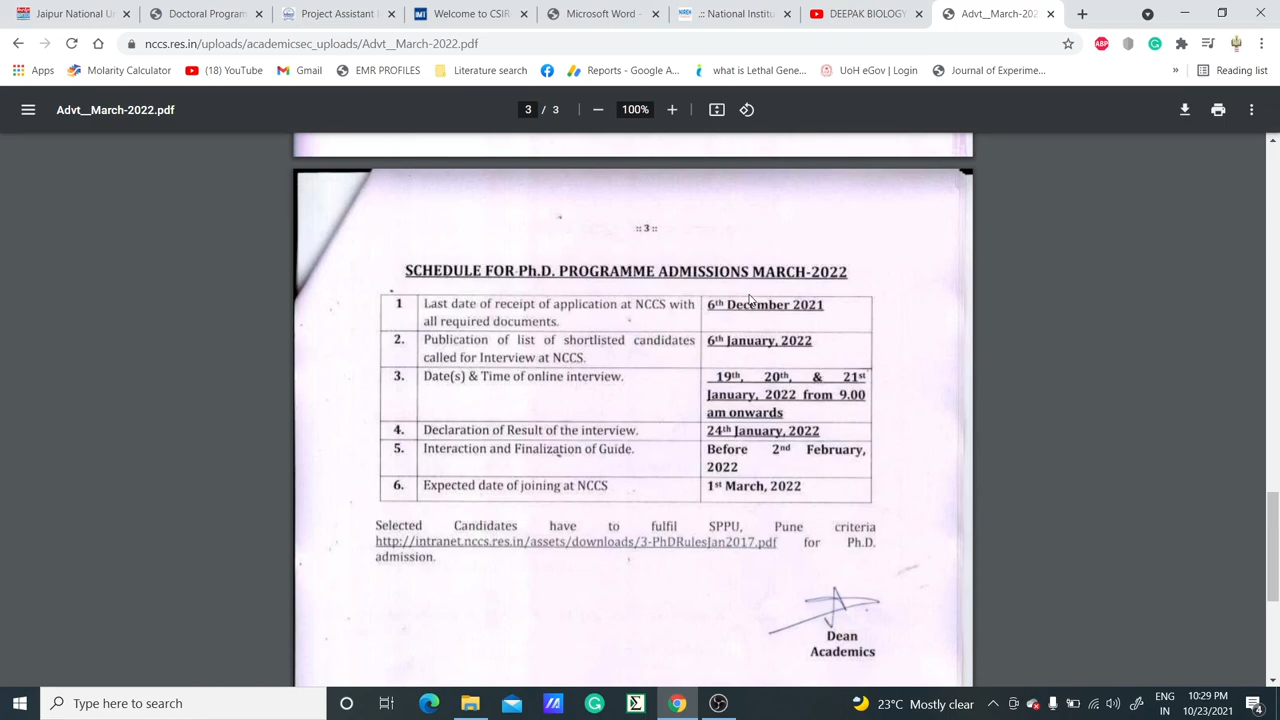 Jaipur National U
Doctoral Program
Project Assistant
Welcome to CSIR
Microsoft Word -
.:: National Institu
DEEPAK BIOLOGY
Advt__March-202
nccs.res.in/uploads/academicsec_uploads/Advt__March-2022.pdf
Apps
Molarity Calculator
(18) YouTube
Gmail
EMR PROFILES
Literature search
Reports - Google A...
what is Lethal Gene...
UoH eGov | Login
Journal of Experime...
»
Reading list
Advt__March-2022.pdf
3 / 3
100%
:: 3 ::
SCHEDULE FOR Ph.D. PROGRAMME ADMISSIONS MARCH-2022
1 Last date of receipt of application at NCCS with 6th December 2021
all required documents.
2. Publication of list of shortlisted candidates 6th January, 2022
called for Interview at NCCS.
3. Date(s) & Time of online interview. 19th, 20th, & 21st
January, 2022 from 9.00
am onwards
4. Declaration of Result of the interview. 24th January, 2022
5. Interaction and Finalization of Guide. Before 2nd February,
2022
6. Expected date of joining at NCCS 1st March, 2022
Selected Candidates have to fulfil SPPU, Pune criteria
http://intranet.nccs.res.in/assets/downloads/3-PhDRulesJan2017.pdf for Ph.D.
admission.
Dean
Academics
Type here to search
23°C Mostly clear
ENG
IN
10:29 PM
10/23/2021
4